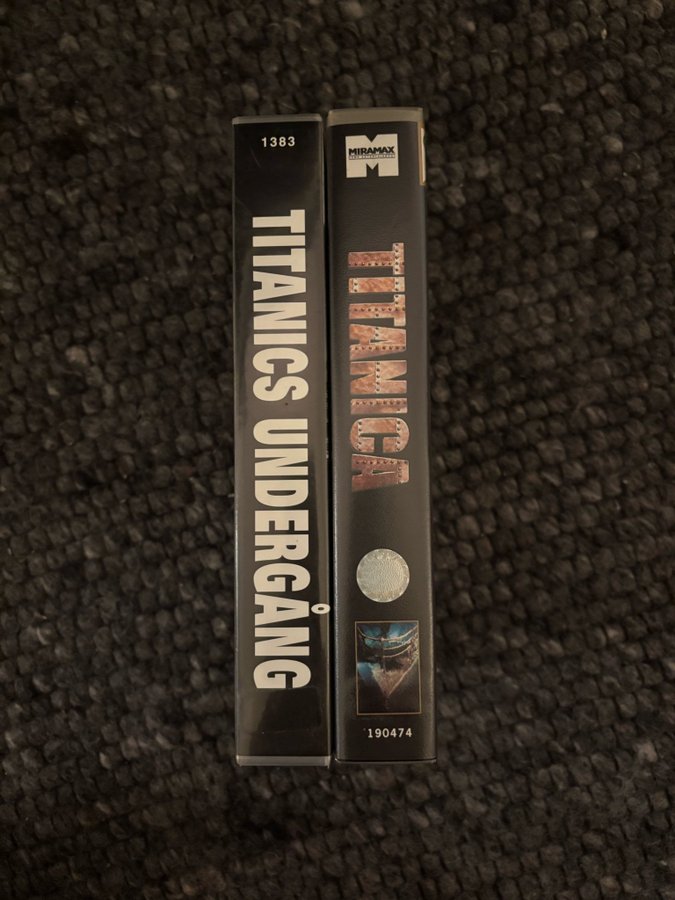 1383
TITANICS UNDERGÅNG
MIRAMAX
TITANICA
190474